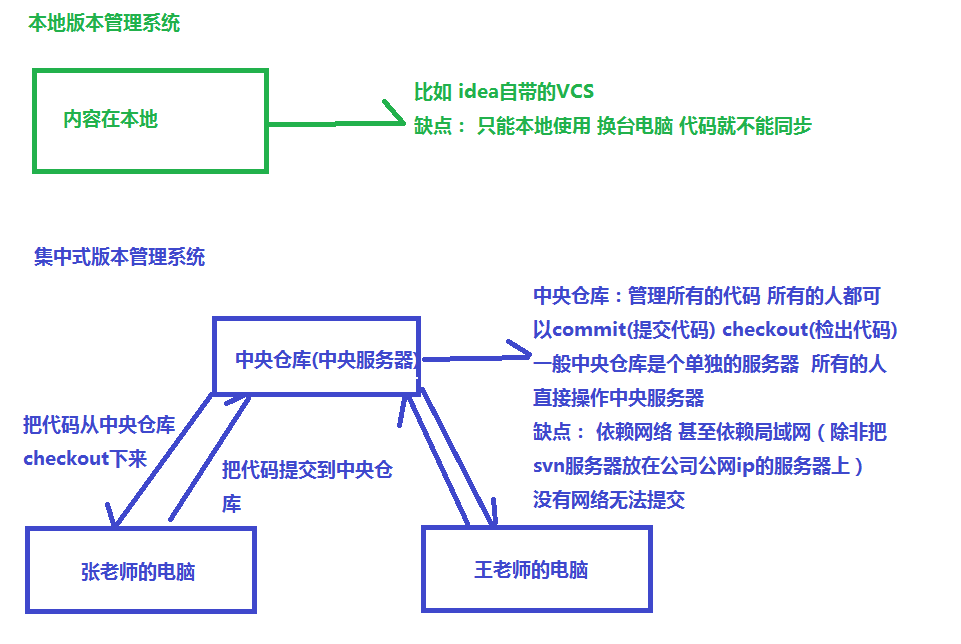 本地版本管理系统
内容在本地
比如 idea自带的VCS
缺点： 只能本地使用 换台电脑 代码就不能同步
集中式版本管理系统
中央仓库(中央服务器)
中央仓库：管理所有的代码 所有的人都可
以commit(提交代码) checkout(检出代码)
一般中央仓库是个单独的服务器 所有的人
直接操作中央服务器
缺点： 依赖网络 甚至依赖局域网（除非把
svn服务器放在公司公网ip的服务器上）
没有网络无法提交
把代码从中央仓库
checkout下来
把代码提交到中央仓
库
张老师的电脑
王老师的电脑